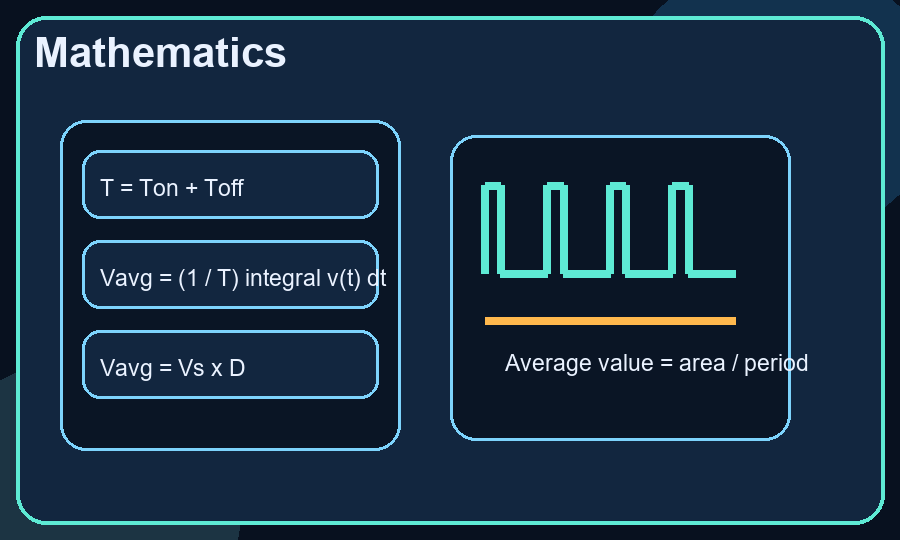 Mathematics
T = Ton + Toff
Vavg = (1 / T) integral v(t) dt
Vavg = Vs x D
Average value = area / period